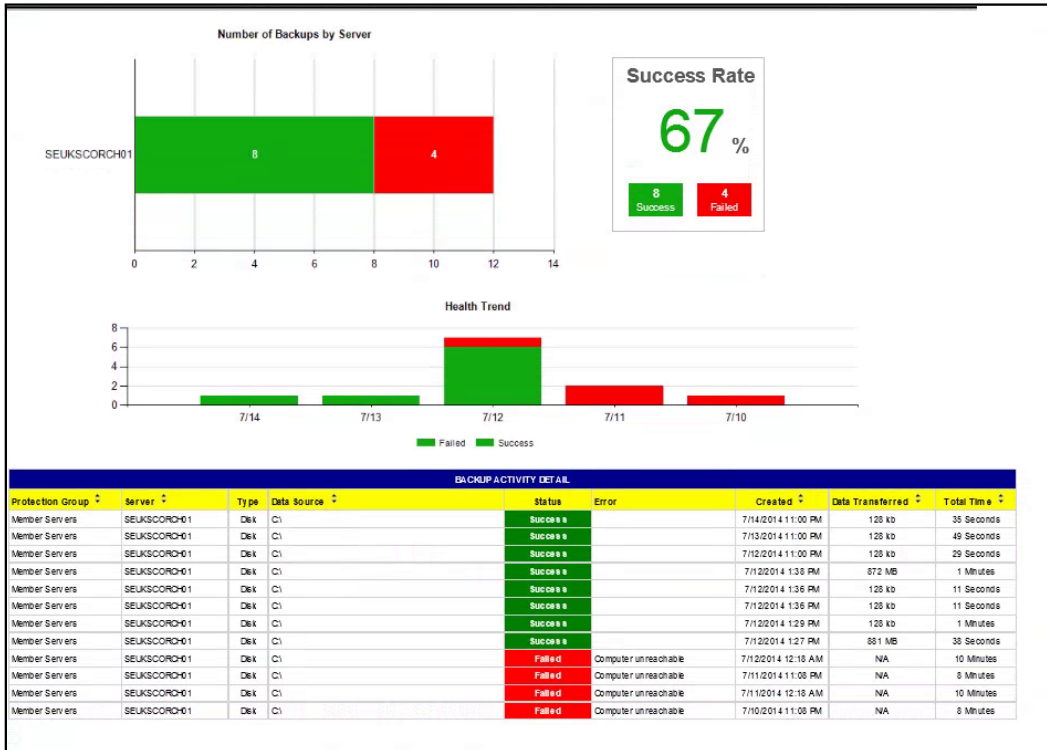 Number of Backups by Server
SEUKSCORCH01
8
4
0 2 4 6 8 10 12 14
Success Rate
67 %
8 Success
4 Failed
Health Trend
8
6
4
2
0
7/14 7/13 7/12 7/11 7/10
Failed Success
BACKUP ACTIVITY DETAIL
Protection Group Server Type Data Source Status Error Created Data Transferred Total Time
Member Servers SEUKSCORCH01 Disk C:\ Success 7/14/2014 11:00 PM 128 kb 35 Seconds
Member Servers SEUKSCORCH01 Disk C:\ Success 7/13/2014 11:00 PM 128 kb 49 Seconds
Member Servers SEUKSCORCH01 Disk C:\ Success 7/12/2014 11:00 PM 128 kb 29 Seconds
Member Servers SEUKSCORCH01 Disk C:\ Success 7/12/2014 1:38 PM 872 MB 1 Minutes
Member Servers SEUKSCORCH01 Disk C:\ Success 7/12/2014 1:36 PM 128 kb 11 Seconds
Member Servers SEUKSCORCH01 Disk C:\ Success 7/12/2014 1:36 PM 128 kb 11 Seconds
Member Servers SEUKSCORCH01 Disk C:\ Success 7/12/2014 1:29 PM 128 kb 1 Minutes
Member Servers SEUKSCORCH01 Disk C:\ Success 7/12/2014 1:27 PM 881 MB 38 Seconds
Member Servers SEUKSCORCH01 Disk C:\ Failed Computer unreachable 7/12/2014 12:18 AM N/A 10 Minutes
Member Servers SEUKSCORCH01 Disk C:\ Failed Computer unreachable 7/11/2014 11:08 PM N/A 8 Minutes
Member Servers SEUKSCORCH01 Disk C:\ Failed Computer unreachable 7/11/2014 12:18 AM N/A 10 Minutes
Member Servers SEUKSCORCH01 Disk C:\ Failed Computer unreachable 7/10/2014 11:08 PM N/A 8 Minutes